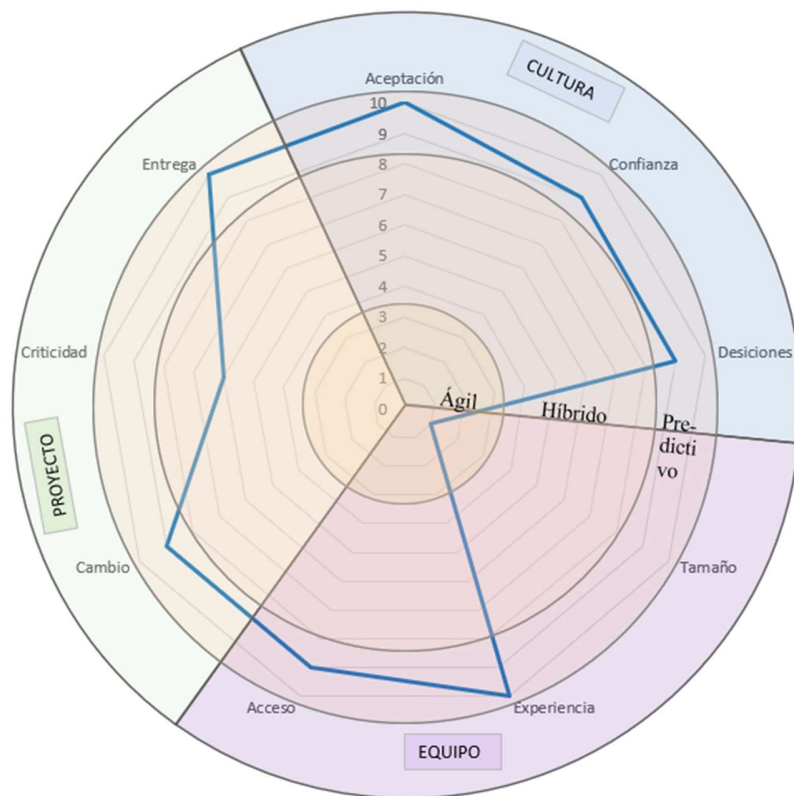 CULTURA
Aceptación
10
9
8
7
6
5
4
3
2
1
0
Entrega
Confianza
Criticidad
Desiciones
Ágil
Híbrido
Pre-
dicti
vo
PROYECTO
Cambio
Tamaño
Acceso
Experiencia
EQUIPO